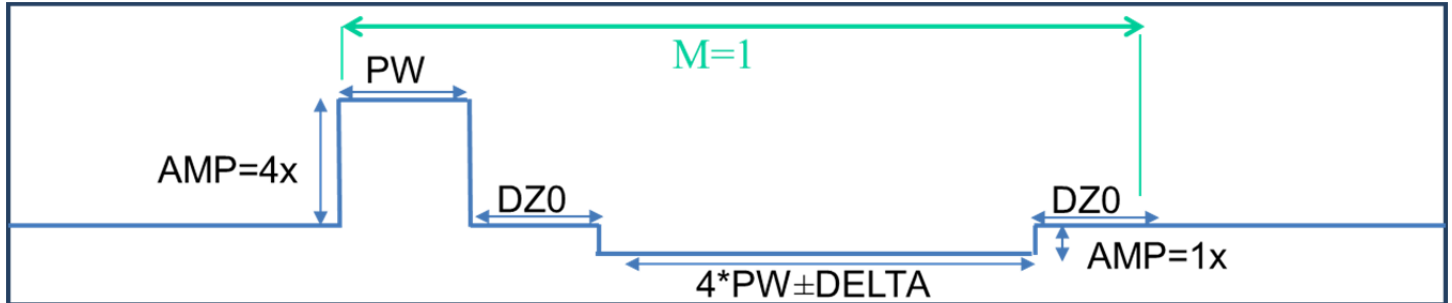 M=1
PW
AMP=4x
DZ0
DZ0
AMP=1x
4*PW±DELTA